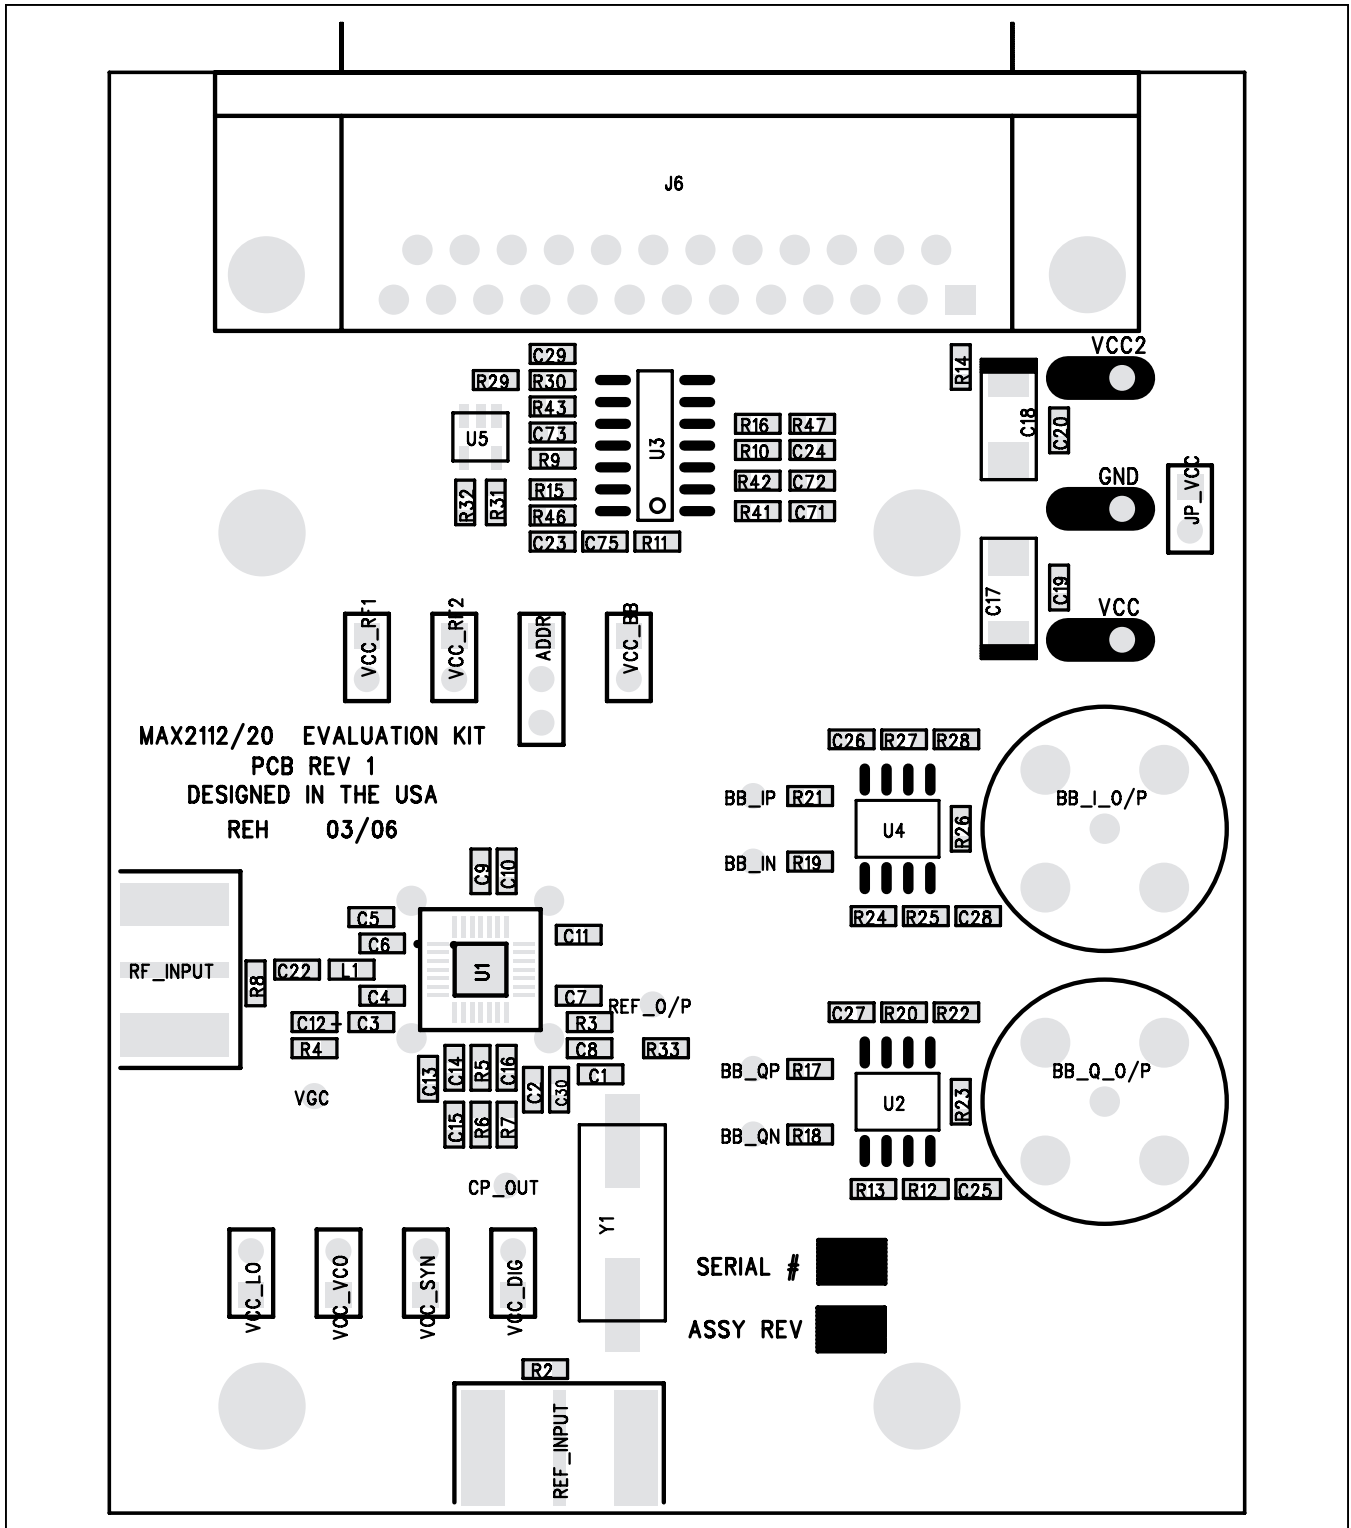 J6
VCC2
C29
R14
R29
R30
R43
C18
C20
R16
R47
U5
C73
U3
R10
C24
R9
GND
JP_VCC
R42
C72
R32
R31
R15
R46
R41
C71
C23
C75
R11
C17
C19
VCC
VCC_RF1
VCC_RF2
ADDR
VCC_BB
MAX2112/20 EVALUATION KIT
PCB REV 1
DESIGNED IN THE USA
REH 03/06
C26
R27
R28
BB_IP
R21
BB_I_O/P
U4
R26
BB_IN
R19
C9
C10
C5
C6
C11
R24
R25
C28
RF_INPUT
R8
C22
L1
U1
C4
C7
REF_O/P
C12
C3
R3
C27
R20
R22
R4
C8
R33
C13
C14
R5
C16
C2
C30
C1
BB_QP
R17
BB_Q_O/P
VGC
U2
R23
C15
R6
R7
BB_QN
R18
CP_OUT
R13
R12
C25
Y1
VCC_LO
VCC_VCO
VCC_SYN
VCC_DIG
SERIAL #
ASSY REV
R2
REF_INPUT